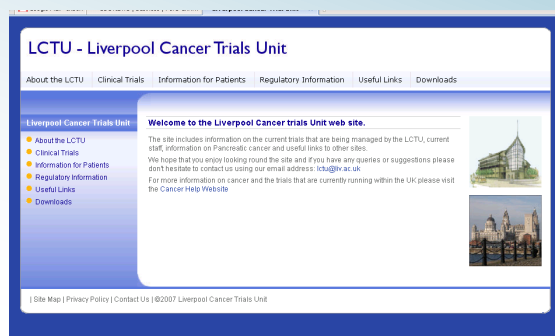 LCTU - Liverpool Cancer Trials Unit
About the LCTU Clinical Trials Information for Patients Regulatory Information Useful Links Downloads
Liverpool Cancer Trials Unit
About the LCTU
Clinical Trials
Information for Patients
Regulatory Information
Useful Links
Downloads
Welcome to the Liverpool Cancer trials Unit web site.
The site includes information on the current trials that are being managed by the LCTU, current
staff, information on Pancreatic cancer and useful links to other sites.
We hope that you enjoy looking round the site and if you have any queries or suggestions please
don't hesitate to contact us using our email address: lctu@liv.ac.uk
For more information on cancer and the trials that are currently running within the UK please visit
the Cancer Help Website
| Site Map | Privacy Policy | Contact Us | ©2007 Liverpool Cancer Trials Unit